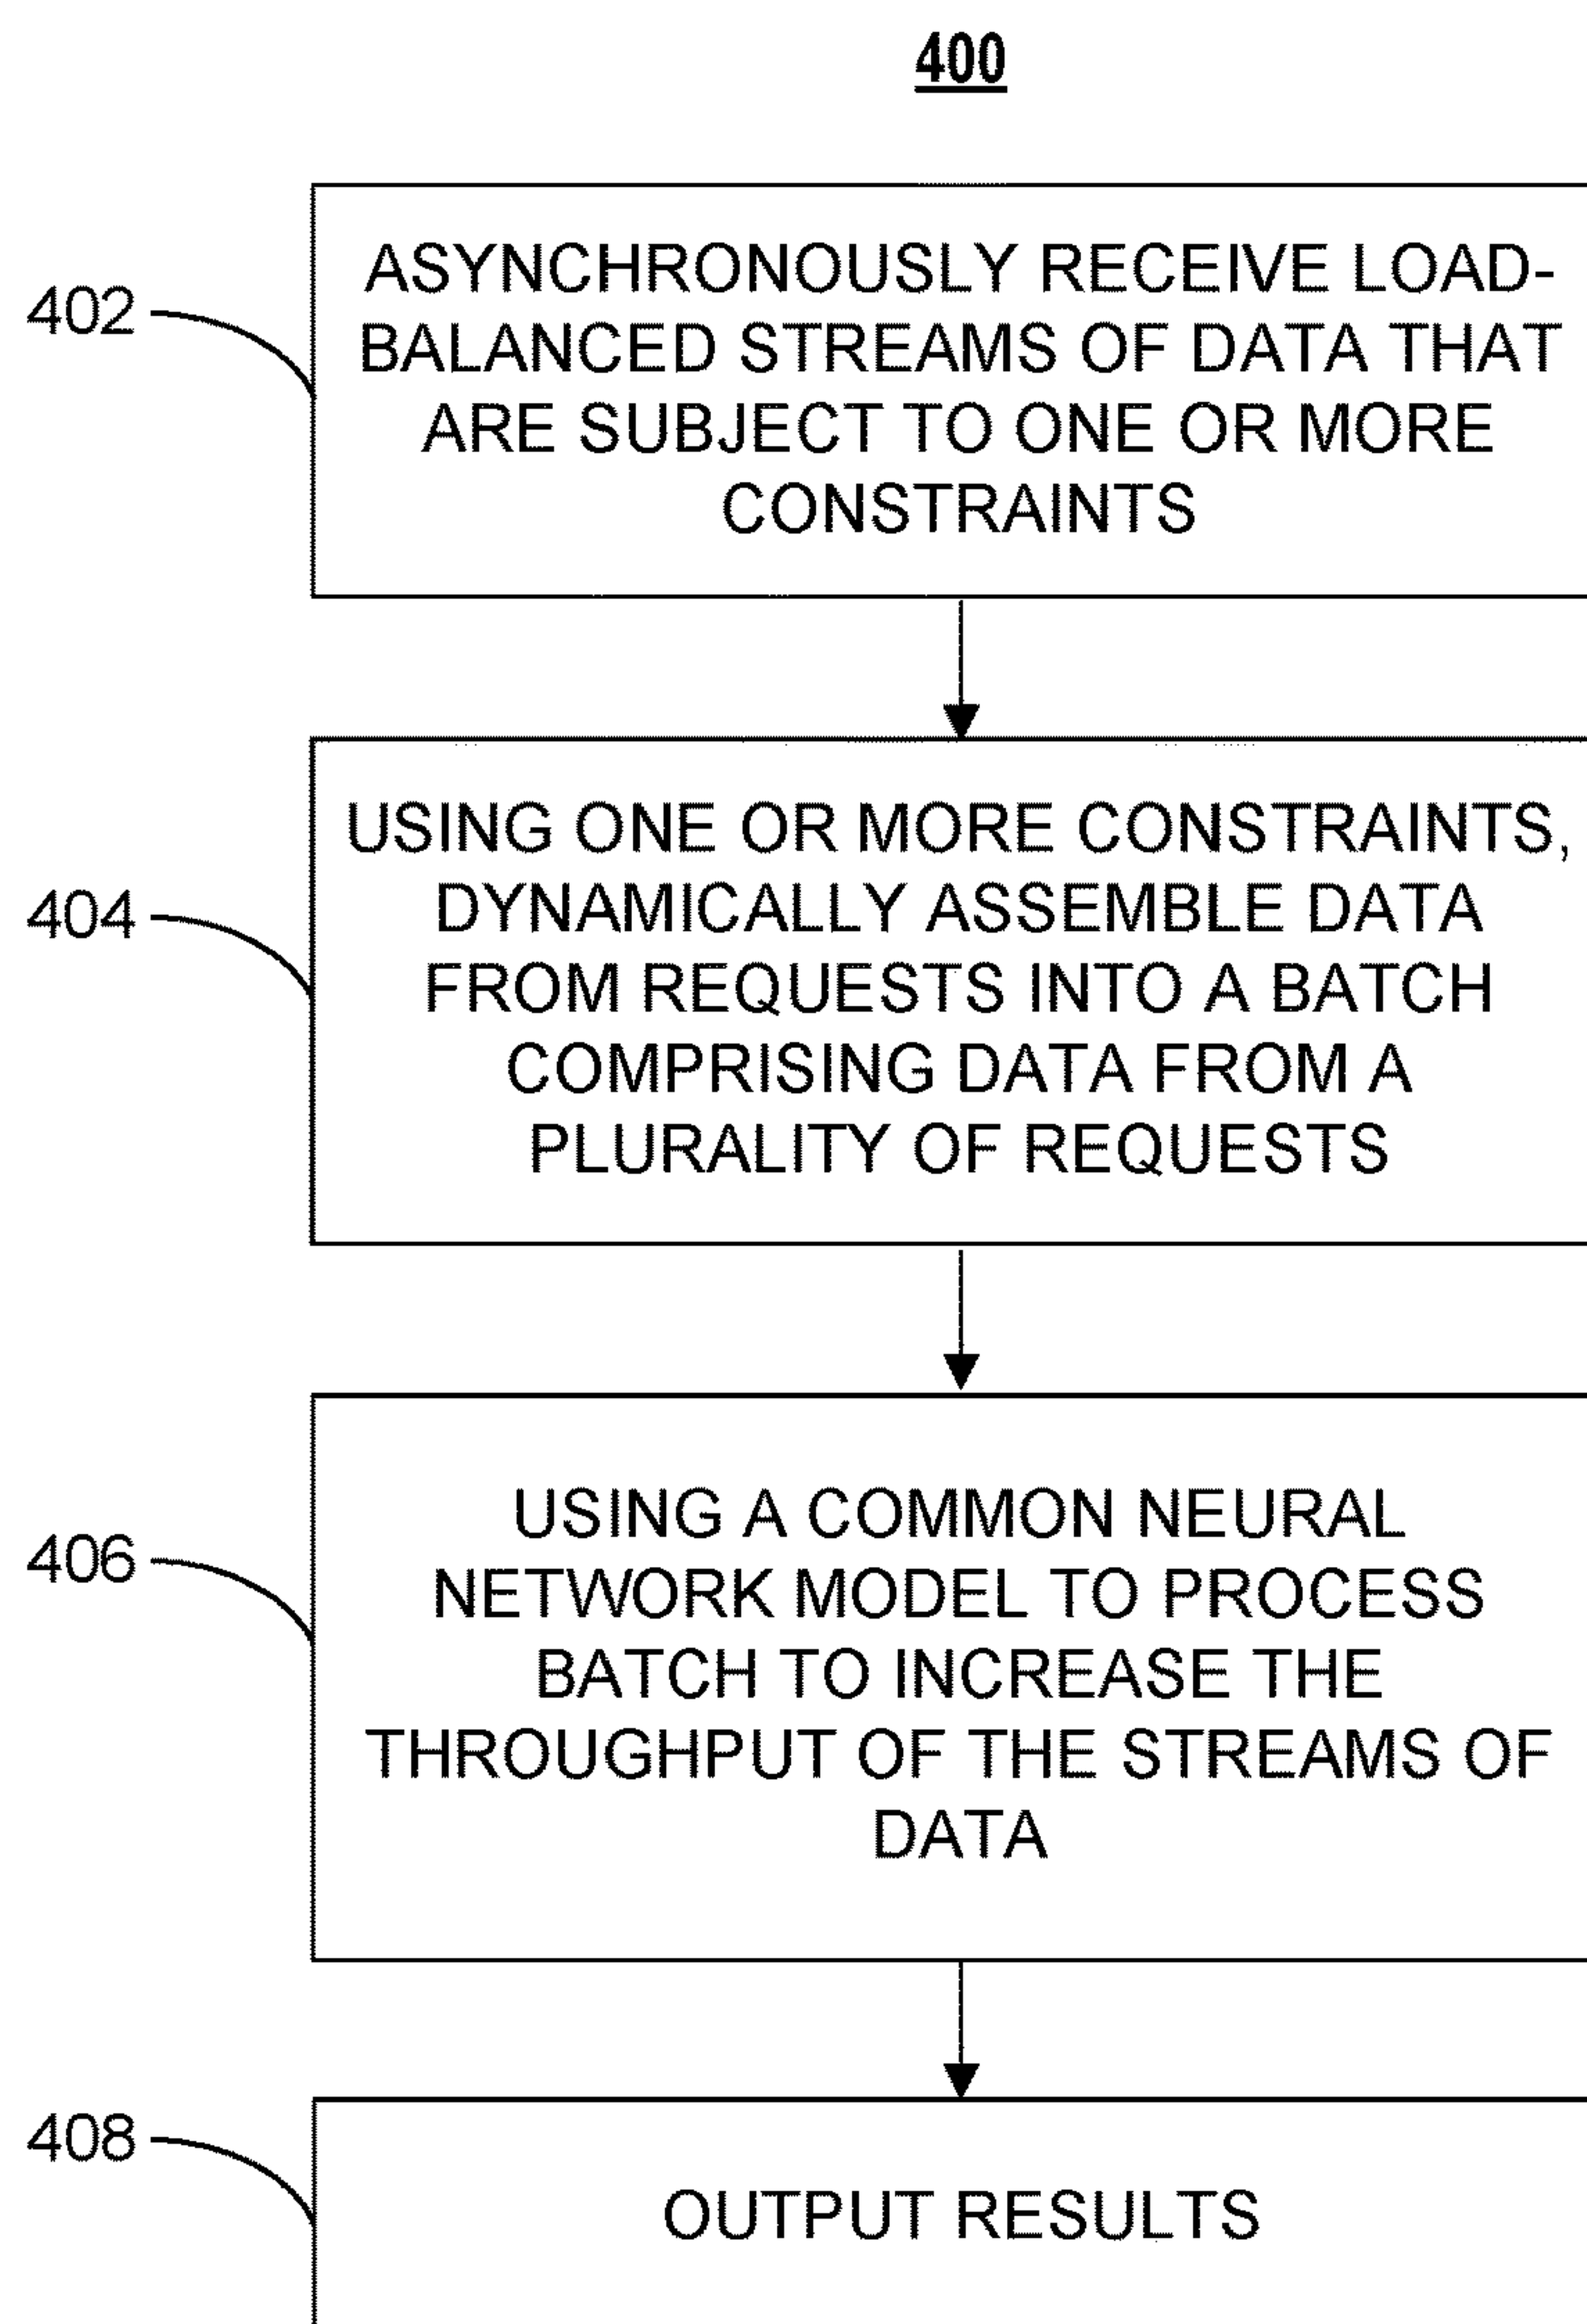 400
402
ASYNCHRONOUSLY RECEIVE LOAD-
BALANCED STREAMS OF DATA THAT
ARE SUBJECT TO ONE OR MORE
CONSTRAINTS
404
USING ONE OR MORE CONSTRAINTS,
DYNAMICALLY ASSEMBLE DATA
FROM REQUESTS INTO A BATCH
COMPRISING DATA FROM A
PLURALITY OF REQUESTS
406
USING A COMMON NEURAL
NETWORK MODEL TO PROCESS
BATCH TO INCREASE THE
THROUGHPUT OF THE STREAMS OF
DATA
408
OUTPUT RESULTS